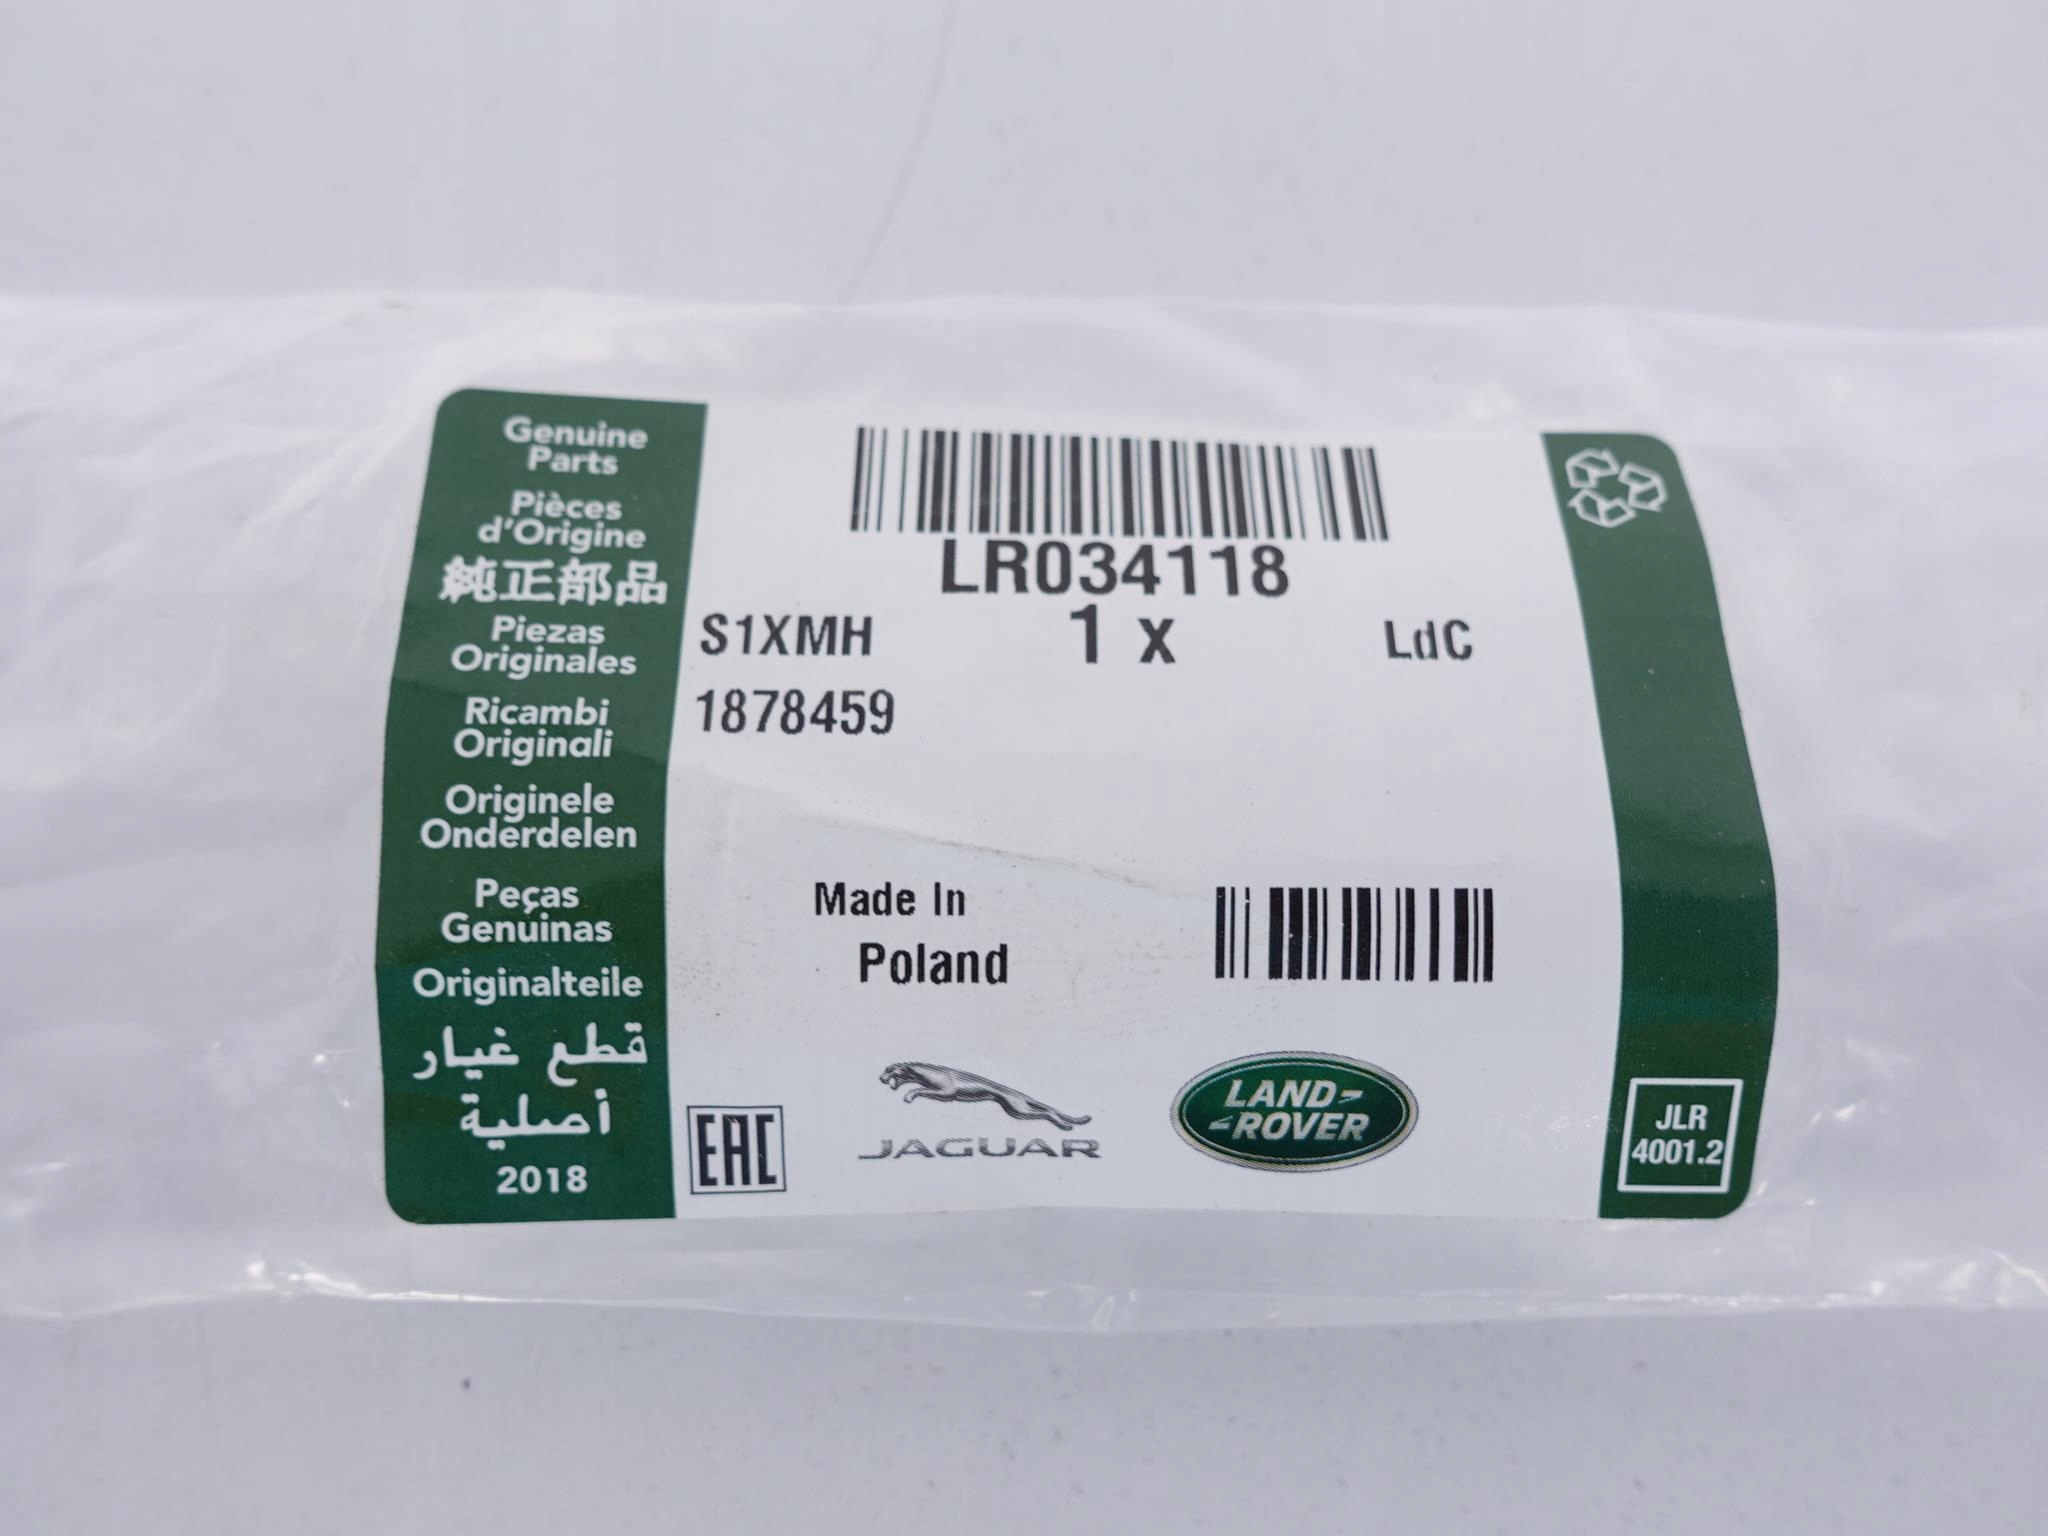 Genuine
Parts
Pièces
d'Origine
純正部品
Piezas
Originales
Ricambi
Originali
Originele
Onderdelen
Peças
Genuinas
Originalteile
قطع غيار
أصلية
2018
LR034118
S1XMH 1 x LdC
1878459
Made In
Poland
EAC
JAGUAR
LAND-
-ROVER
JLR
4001.2